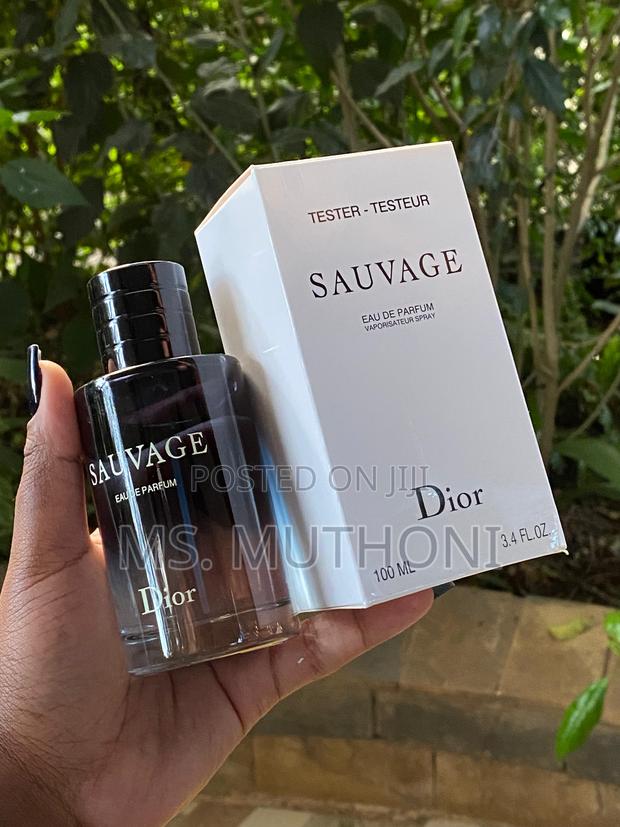 TESTER - TESTEUR
SAUVAGE
EAU DE PARFUM
VAPORISATEUR SPRAY
Dior
100 ML
3.4 FL.OZ
SAUVAGE
EAU DE PARFUM
Dior
POSTED ON JIJI
MS. MUTHONI